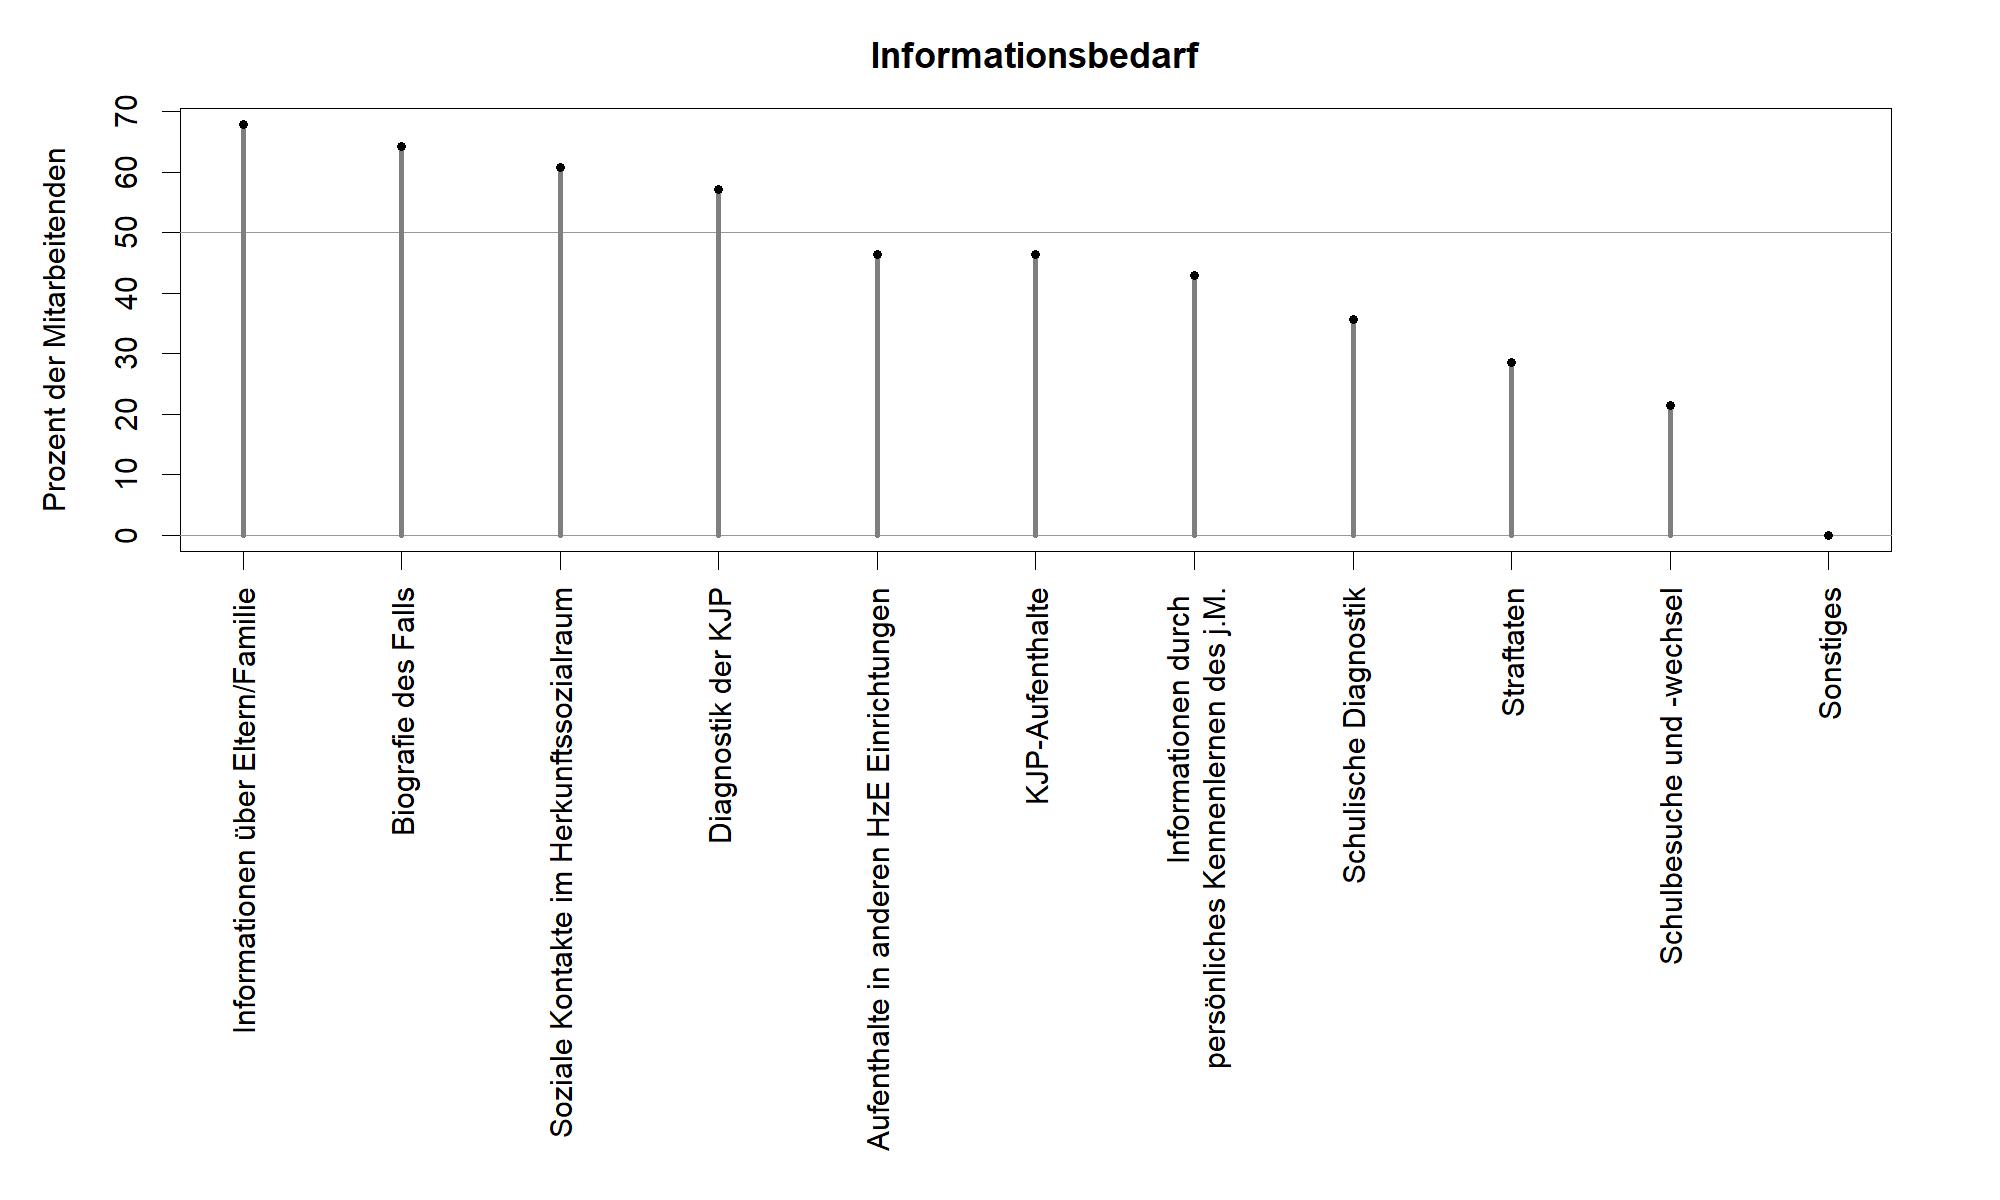 Informationsbedarf
Prozent der Mitarbeitenden
70
60
50
40
30
20
10
0
Informationen über Eltern/Familie
Biografie des Falls
Soziale Kontakte im Herkunftssozialraum
Diagnostik der KJP
Aufenthalte in anderen HzE Einrichtungen
KJP-Aufenthalte
Informationen durch
persönliches Kennenlernen des j.M.
Schulische Diagnostik
Straftaten
Schulbesuche und -wechsel
Sonstiges